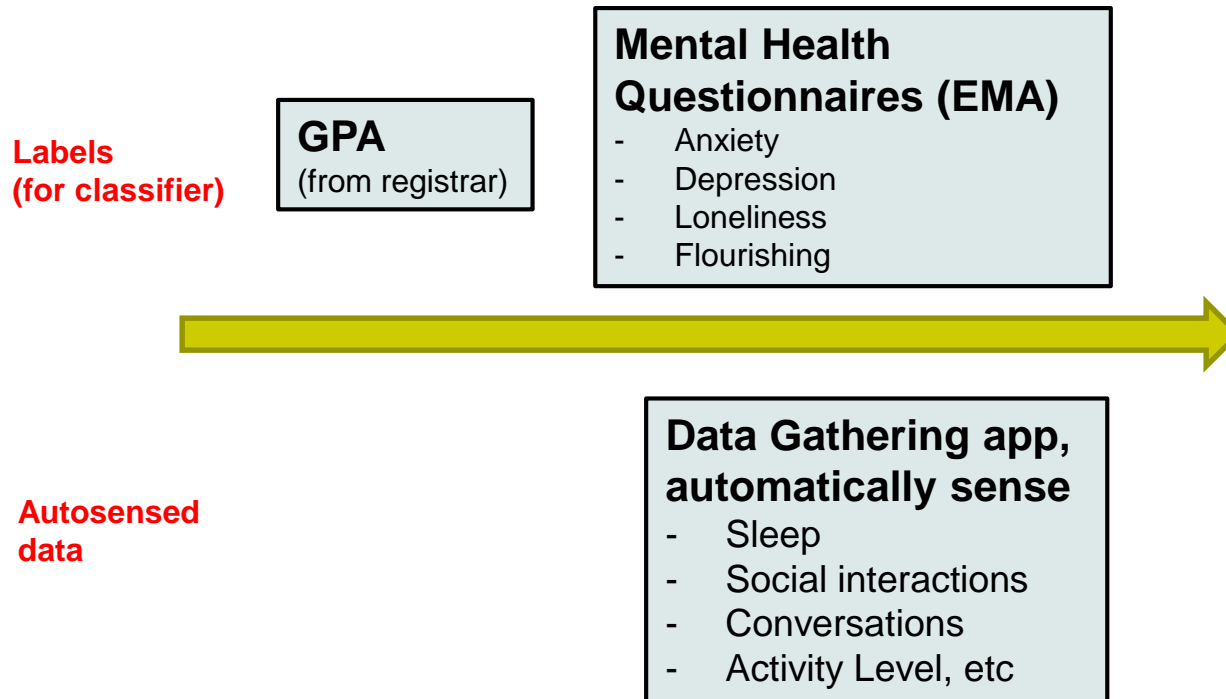 Labels
(for classifier)
GPA
(from registrar)
Mental Health
Questionnaires (EMA)
- Anxiety
- Depression
- Loneliness
- Flourishing
Autosensed
data
Data Gathering app,
automatically sense
- Sleep
- Social interactions
- Conversations
- Activity Level, etc